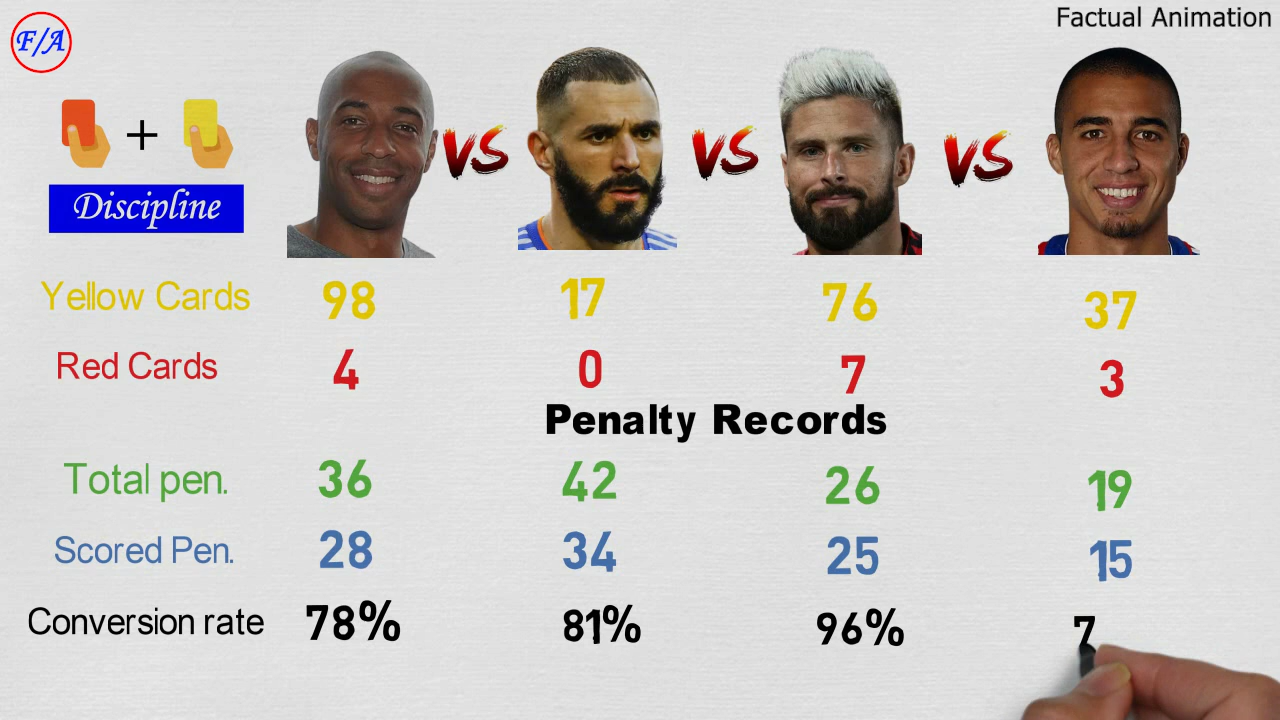 F/A
Factual Animation
+
VS VS VS
Discipline
Yellow Cards 98 17 76 37
Red Cards 4 0 7 3
Penalty Records
Total pen. 36 42 26 19
Scored Pen. 28 34 25 15
Conversion rate 78% 81% 96% 7